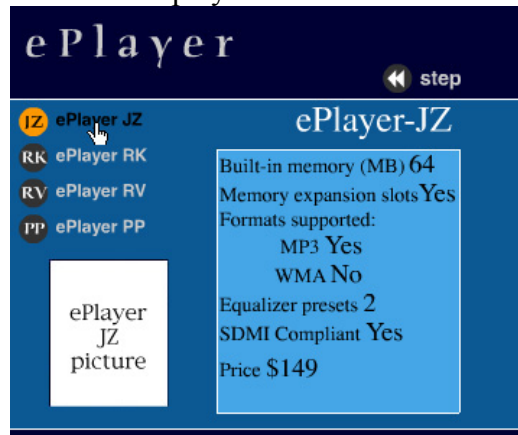 ePlayer
step
JZ ePlayer JZ
RK ePlayer RK
RV ePlayer RV
PP ePlayer PP
ePlayer
JZ
picture
ePlayer-JZ
Built-in memory (MB) 64
Memory expansion slots Yes
Formats supported:
MP3 Yes
WMA No
Equalizer presets 2
SDMI Compliant Yes
Price $149